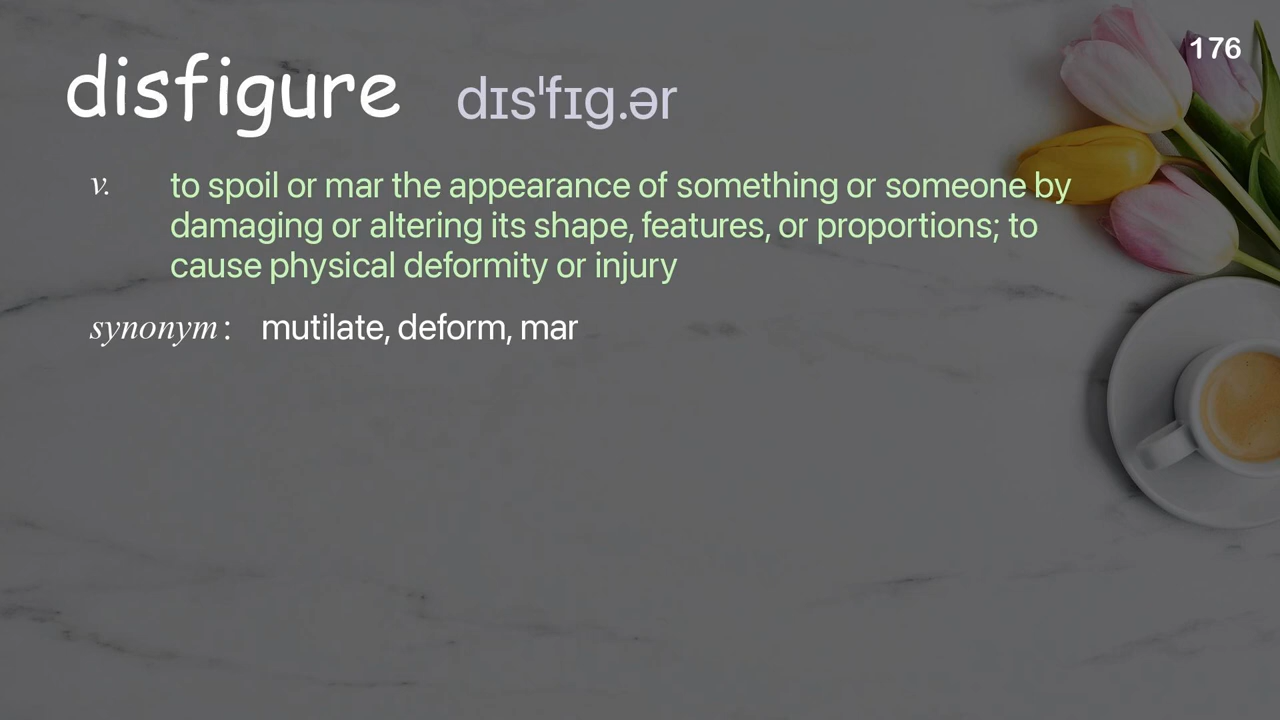 176
disfigure dɪsˈfɪg.ər
v. to spoil or mar the appearance of something or someone by
damaging or altering its shape, features, or proportions; to
cause physical deformity or injury
synonym: mutilate, deform, mar